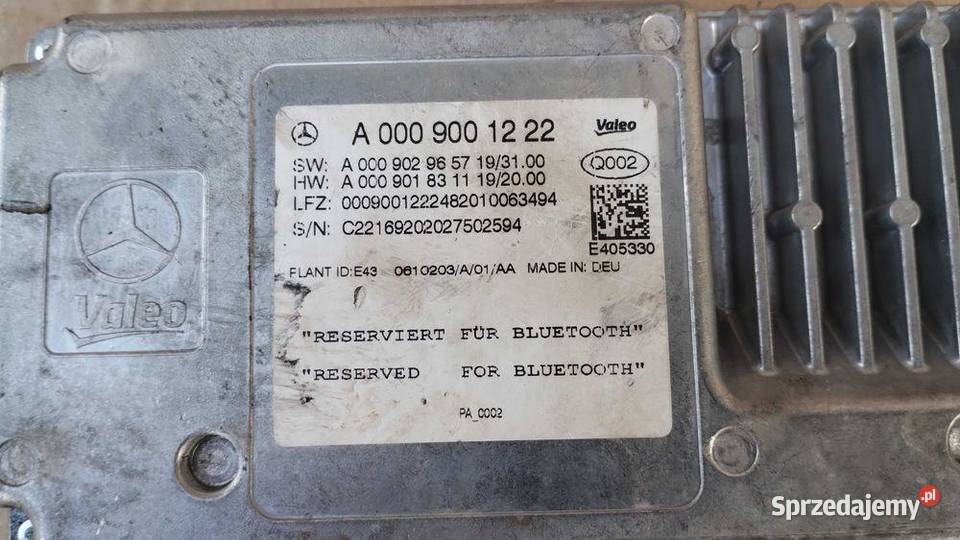 A 000 900 12 22
Valeo
SW: A 000 902 96 57 19/31.00
HW: A 000 901 83 11 19/20.00
Q002
LFZ: 0009001222482010063494
S/N: C22169202027502594
E405330
PLANT ID:E43 0610203/A/01/AA MADE IN: DEU
Valeo
"RESERVIERT FÜR BLUETOOTH"
"RESERVED FOR BLUETOOTH"
PA_0002
Sprzedajemy.pl